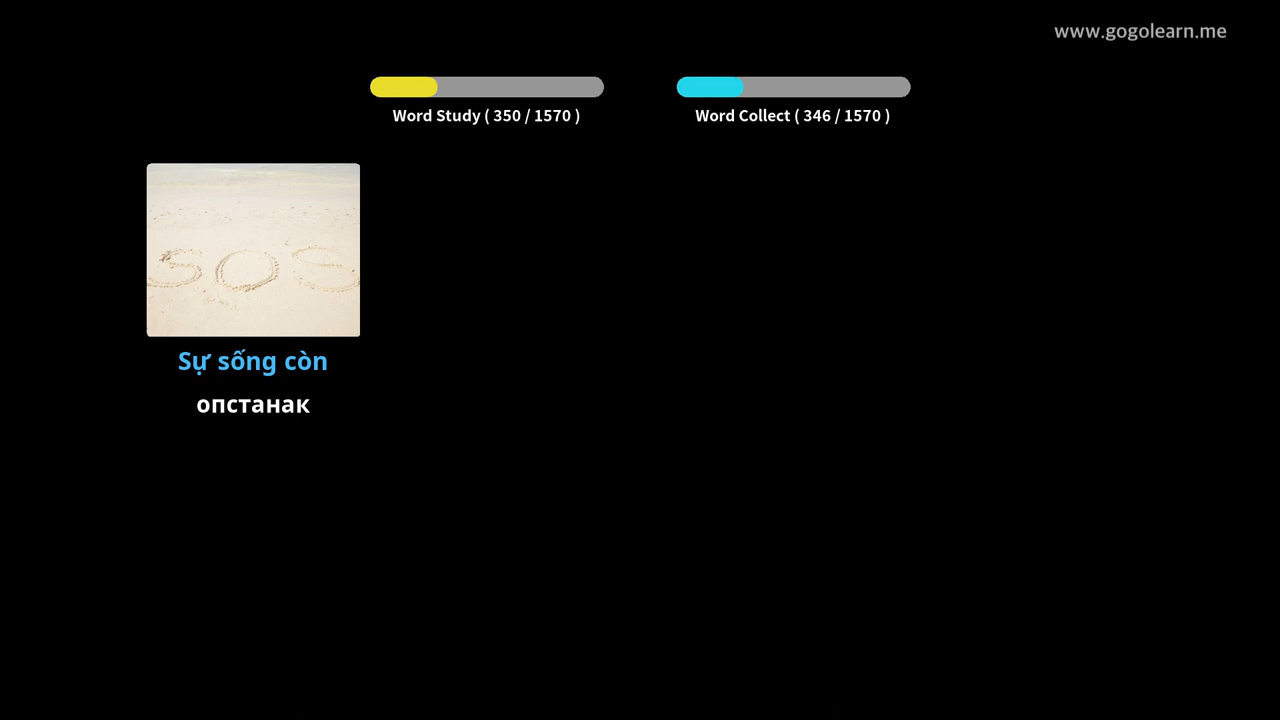 www.gogolearn.me
Word Study ( 350 / 1570 )
Word Collect ( 346 / 1570 )
SOS
Sự sống còn
опстанак